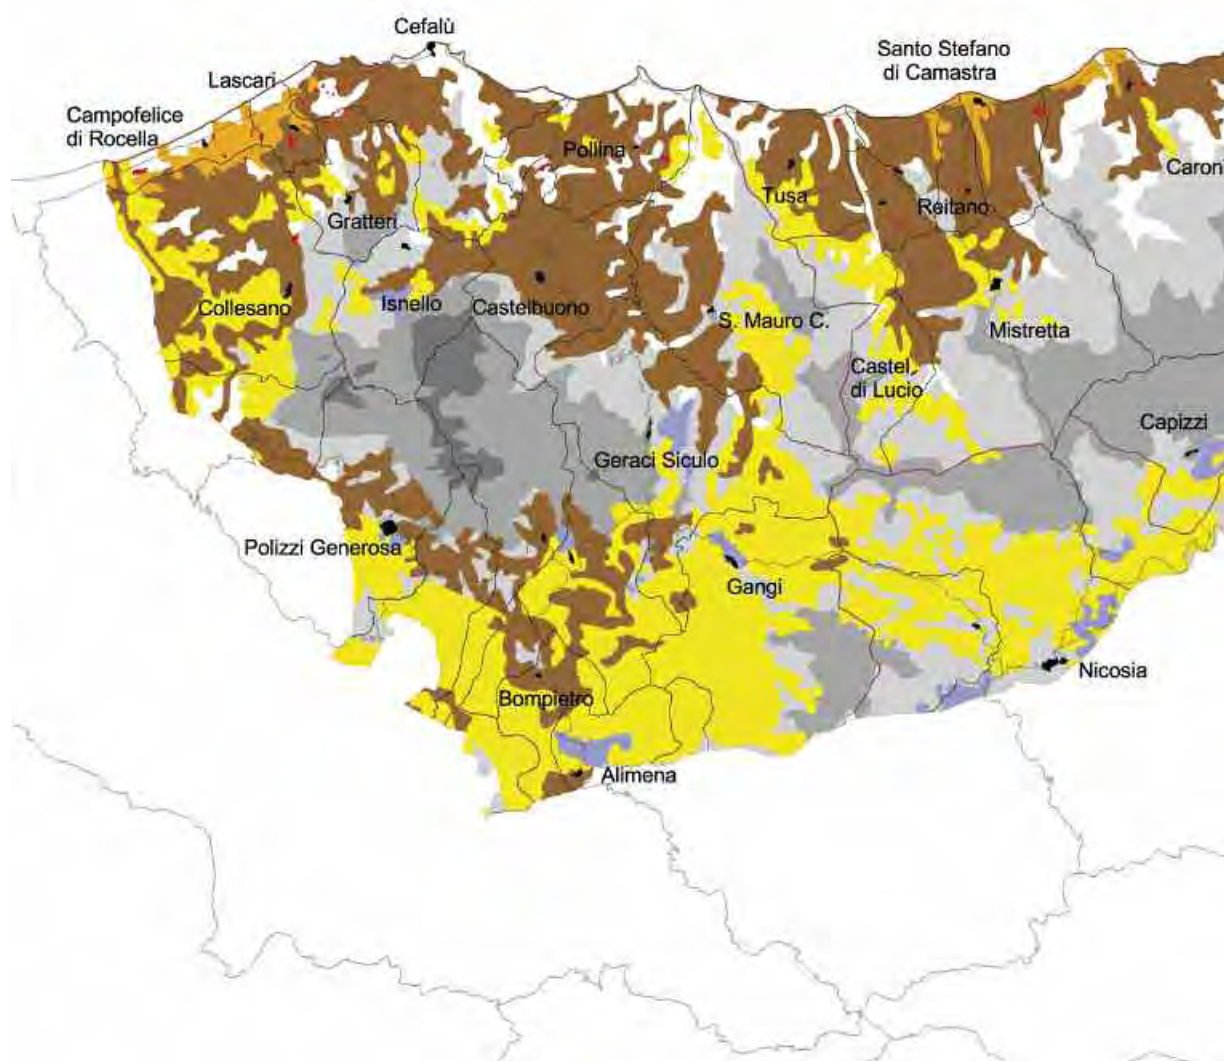 Cefalù
Santo Stefano
di Camastra
Lascari
Campofelice
di Rocella
Pollina
Caron
Tusa
Reitano
Gratteri
Collesano
Isnello
Castelbuono
S. Mauro C.
Mistretta
Castel.
di Lucio
Capizzi
Geraci Siculo
Polizzi Generosa
Gangi
Nicosia
Bompietro
Alimena